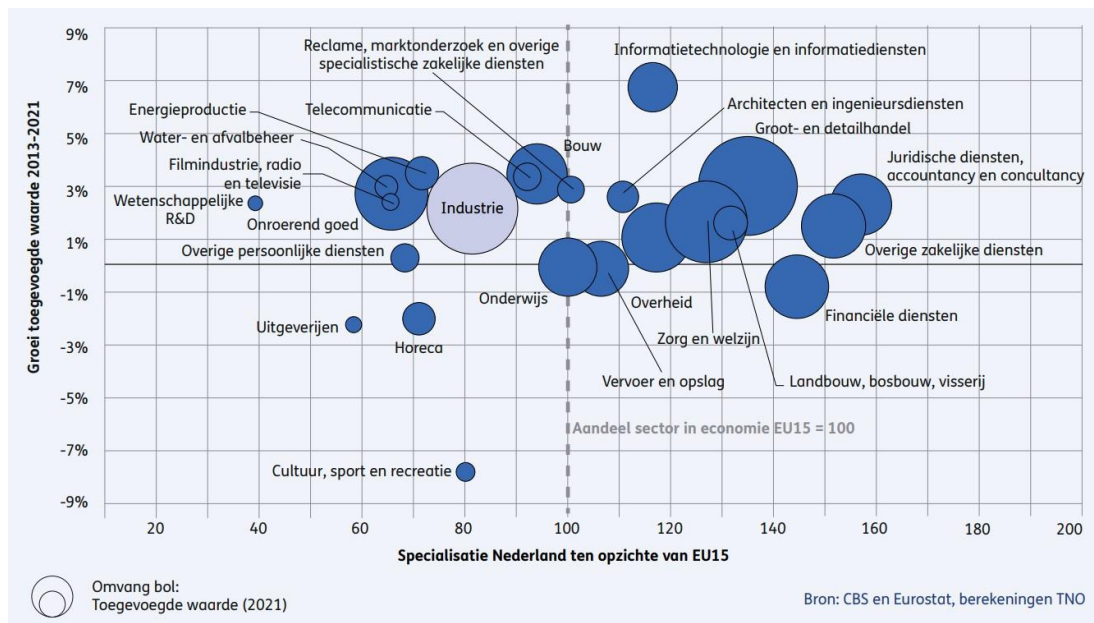 9%
7%
5%
3%
1%
-1%
-3%
-5%
-7%
-9%
Groei toegevoegde waarde 2013-2021
Reclame, marktonderzoek en overige
specialistische zakelijke diensten
Informatietechnologie en informatiediensten
Energieproductie
Telecommunicatie
Architecten en ingenieursdiensten
Water- en afvalbeheer
Bouw
Groot- en detailhandel
Filmindustrie, radio
en televisie
Juridische diensten,
accountancy en concultancy
Wetenschappelijke
R&D
Onroerend goed
Industrie
Overige persoonlijke diensten
Overige zakelijke diensten
Onderwijs
Overheid
Financiële diensten
Uitgeverijen
Horeca
Zorg en welzijn
Vervoer en opslag
Landbouw, bosbouw, visserij
Aandeel sector in economie EU15 = 100
Cultuur, sport en recreatie
20
40
60
80
100
120
140
160
180
200
Specialisatie Nederland ten opzichte van EU15
Omvang bol:
Toegevoegde waarde (2021)
Bron: CBS en Eurostat, berekeningen TNO